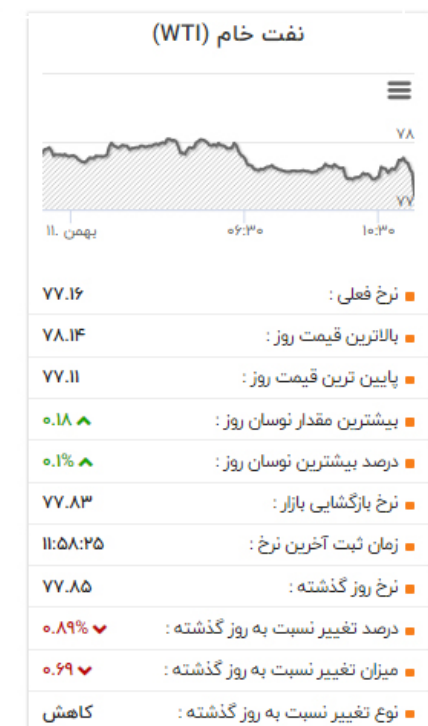 نفت خام (WTI)
۷۸
۷۷
۱۱. بهمن
۰۶:۳۰
۱۰:۳۰
نرخ فعلی : ۷۷.۱۶
بالاترین قیمت روز : ۷۸.۱۴
پایین ترین قیمت روز : ۷۷.۱۱
بیشترین مقدار نوسان روز : ۰.۱۸
درصد بیشترین نوسان روز : ۰.۱%
نرخ بازگشایی بازار : ۷۷.۸۳
زمان ثبت آخرین نرخ : ۱۱:۵۸:۲۵
نرخ روز گذشته : ۷۷.۸۵
درصد تغییر نسبت به روز گذشته : ۰.۸۹%
میزان تغییر نسبت به روز گذشته : ۰.۶۹
نوع تغییر نسبت به روز گذشته : کاهش